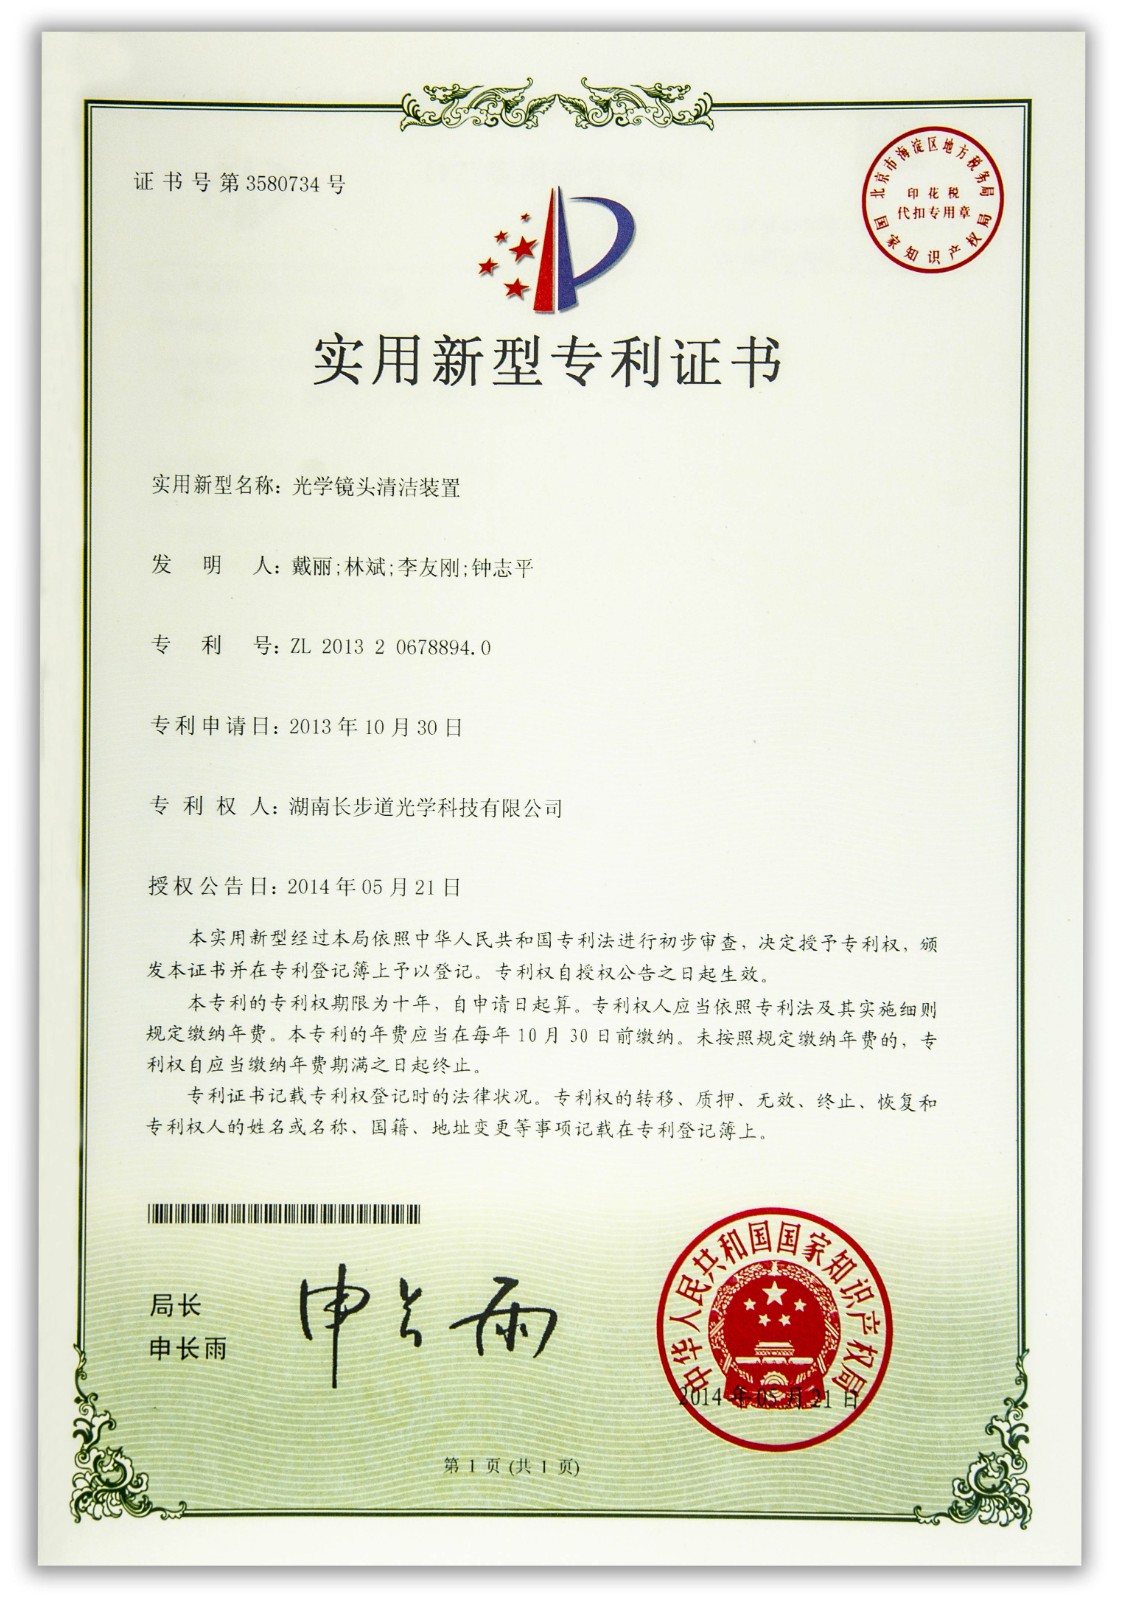 证书号第3580734号
北京市海淀区地方税务局
印花税
代扣专用章
国家知识产权局
实用新型专利证书
实用新型名称：光学镜头清洁装置
发明人：戴丽;林斌;李友刚;钟志平
专利号：ZL 2013 2 0678894.0
专利申请日：2013年10月30日
专利权人：湖南长步道光学科技有限公司
授权公告日：2014年05月21日
本实用新型经过本局依照中华人民共和国专利法进行初步审查，决定授予专利权，颁
发本证书并在专利登记簿上予以登记。专利权自授权公告之日起生效。
本专利的专利权期限为十年，自申请日起算。专利权人应当依照专利法及其实施细则
规定缴纳年费。本专利的年费应当在每年10月30日前缴纳。未按照规定缴纳年费的，专
利权自应当缴纳年费期满之日起终止。
专利证书记载专利权登记时的法律状况。专利权的转移、质押、无效、终止、恢复和
专利权人的姓名或名称、国籍、地址变更等事项记载在专利登记簿上。
局长
申长雨
申长雨
中华人民共和国国家知识产权局
2014年05月21日
第1页(共1页)